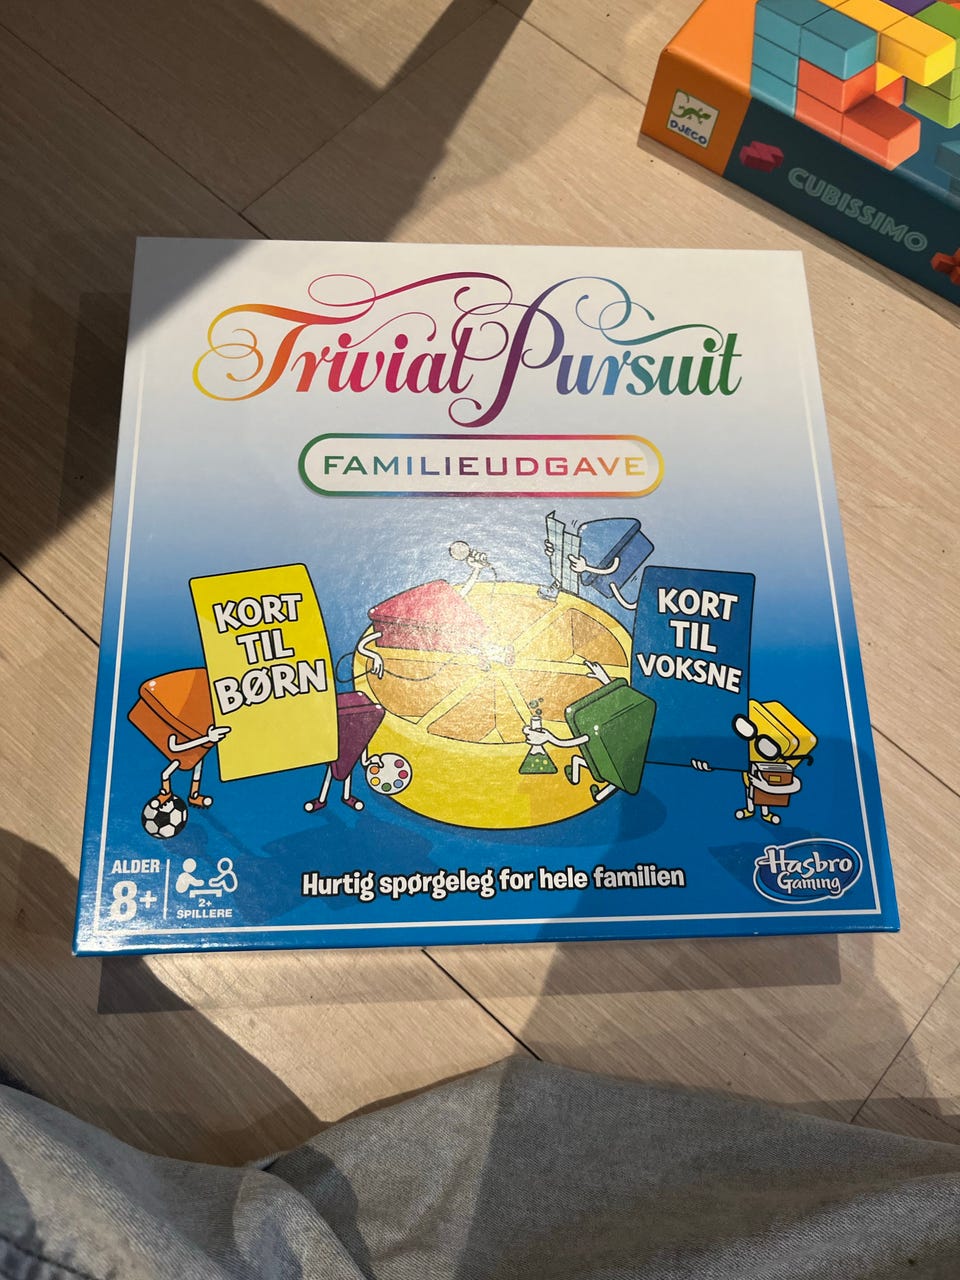 DJECO
CUBISSIMO
Trivial Pursuit
FAMILIEUDGAVE
KORT
TIL
BØRN
KORT
TIL
VOKSNE
ALDER
8+
2+
SPILLERE
Hurtig spørgeleg for hele familien
Hasbro
Gaming